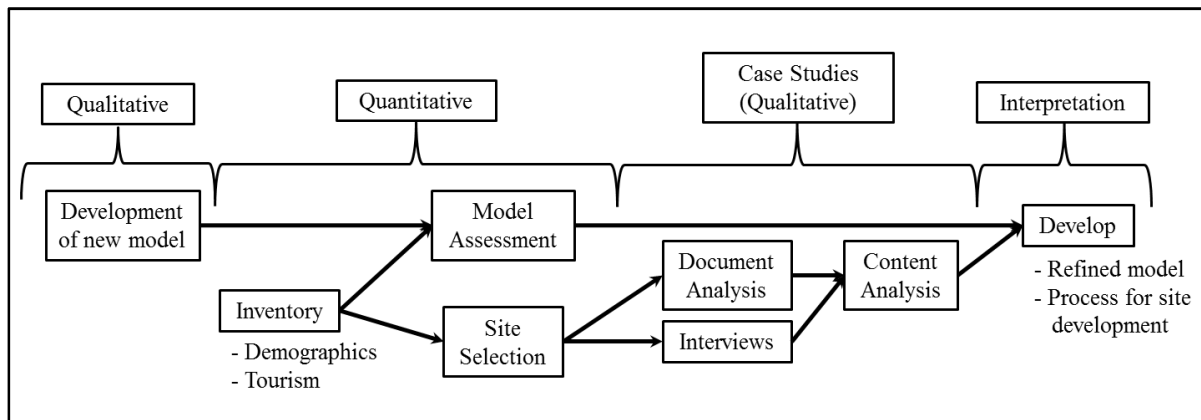 Qualitative
Quantitative
Case Studies
(Qualitative)
Interpretation
Development
of new model
Model
Assessment
Develop
- Refined model
- Process for site
development
Inventory
- Demographics
- Tourism
Site
Selection
Document
Analysis
Interviews
Content
Analysis